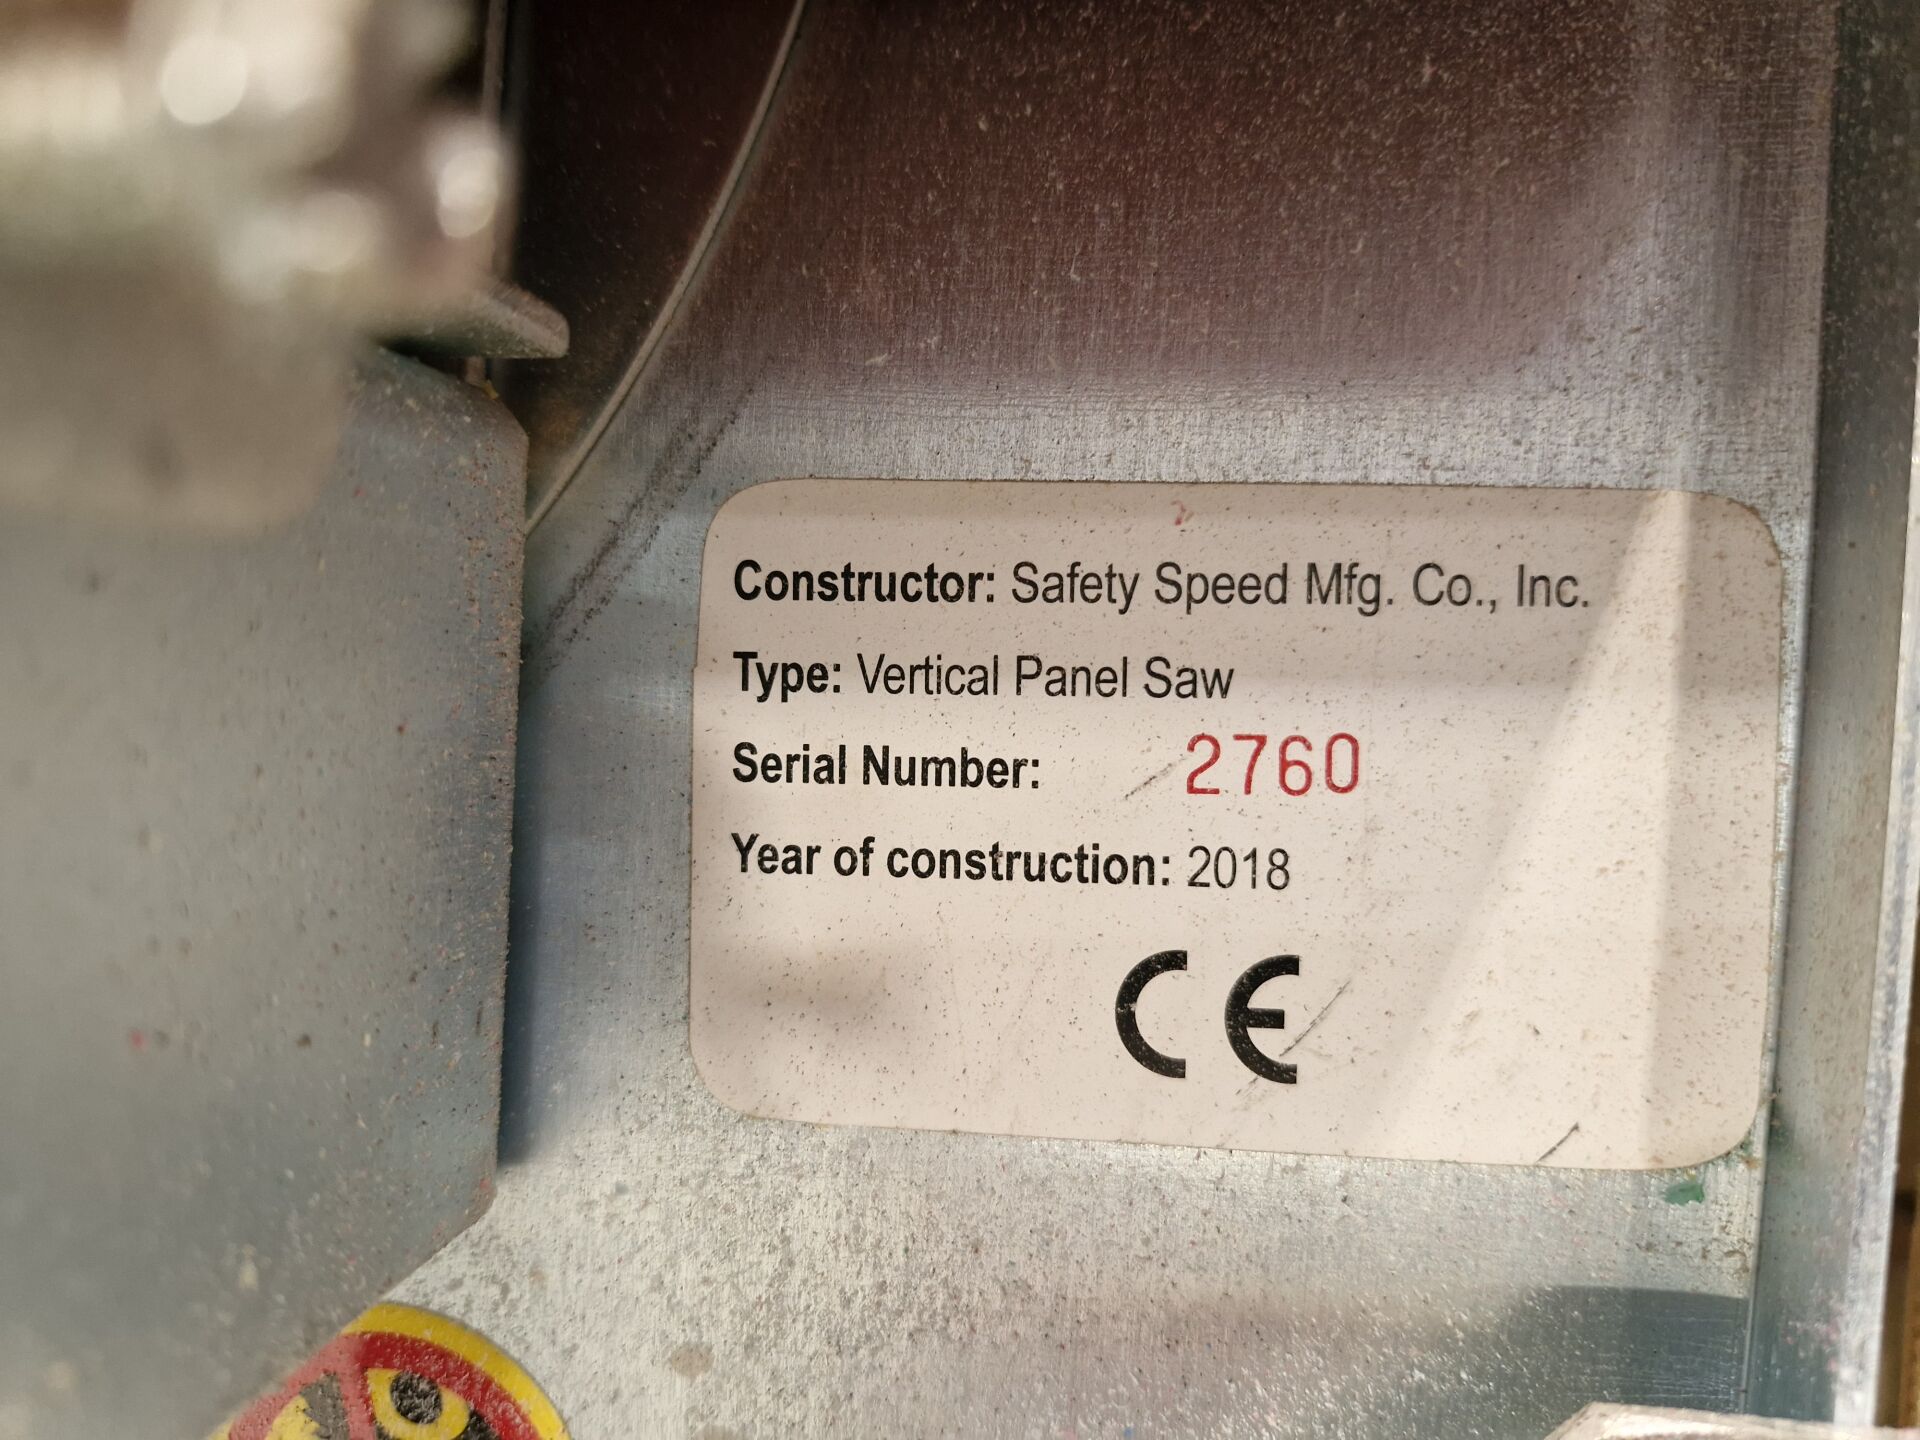 Constructor: Safety Speed Mfg. Co., Inc.
Type: Vertical Panel Saw
Serial Number: 2760
Year of construction: 2018
CE